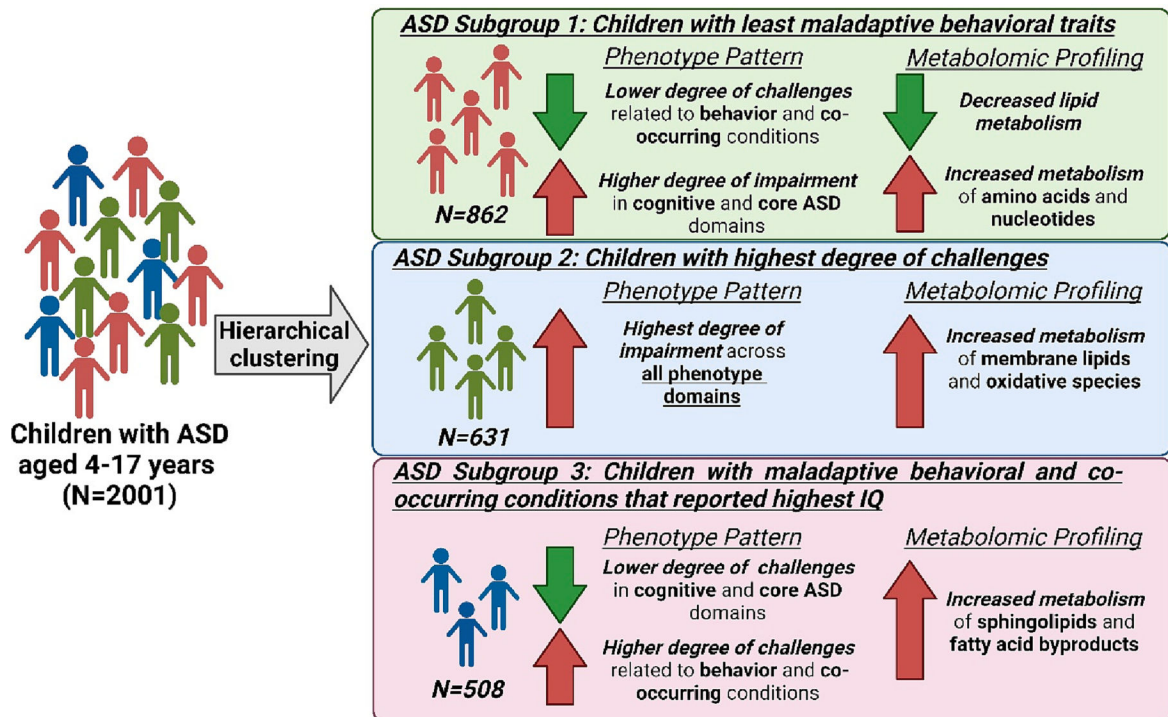 Children with ASD
aged 4-17 years
(N=2001)
Hierarchical
clustering
ASD Subgroup 1: Children with least maladaptive behavioral traits
Phenotype Pattern
Lower degree of challenges
related to behavior and co-
occurring conditions
Higher degree of impairment
in cognitive and core ASD
domains
N=862
Metabolomic Profiling
Decreased lipid
metabolism
Increased metabolism
of amino acids and
nucleotides
ASD Subgroup 2: Children with highest degree of challenges
Phenotype Pattern
Highest degree of
impairment across
all phenotype
domains
N=631
Metabolomic Profiling
Increased metabolism
of membrane lipids
and oxidative species
ASD Subgroup 3: Children with maladaptive behavioral and co-
occurring conditions that reported highest IQ
Phenotype Pattern
Lower degree of challenges
in cognitive and core ASD
domains
Higher degree of challenges
related to behavior and co-
occurring conditions
N=508
Metabolomic Profiling
Increased metabolism
of sphingolipids and
fatty acid byproducts